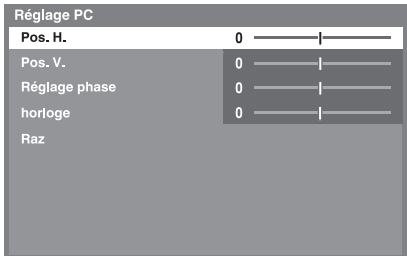 Réglage PC
Pos. H. 0
Pos. V. 0
Réglage phase 0
horloge 0
Raz